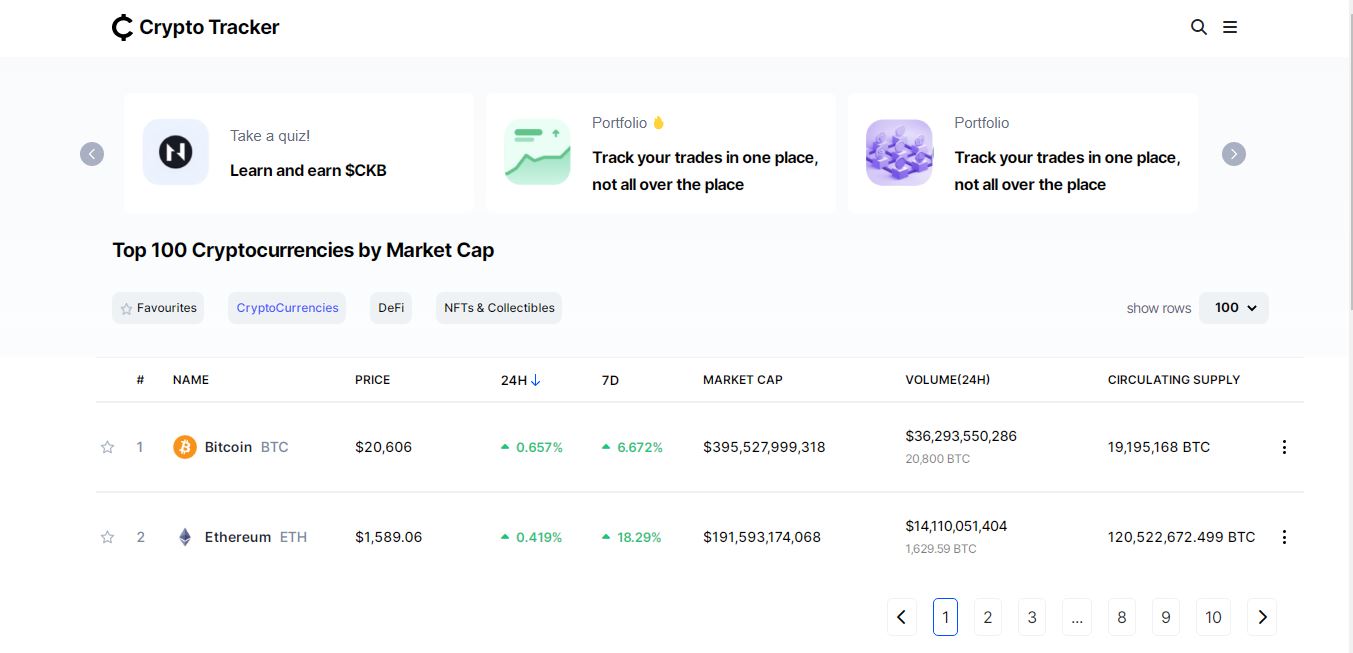 Crypto Tracker
Take a quiz!
Learn and earn $CKB
Portfolio
Track your trades in one place,
not all over the place
Portfolio
Track your trades in one place,
not all over the place
Top 100 Cryptocurrencies by Market Cap
Favourites CryptoCurrencies DeFi NFTs & Collectibles show rows 100
# NAME PRICE 24H 7D MARKET CAP VOLUME(24H) CIRCULATING SUPPLY
1 Bitcoin BTC $20,606 0.657% 6.672% $395,527,999,318 $36,293,550,286 19,195,168 BTC
20,800 BTC
2 Ethereum ETH $1,589.06 0.419% 18.29% $191,593,174,068 $14,110,051,404 120,522,672.499 BTC
1,629.59 BTC
1 2 3 ... 8 9 10